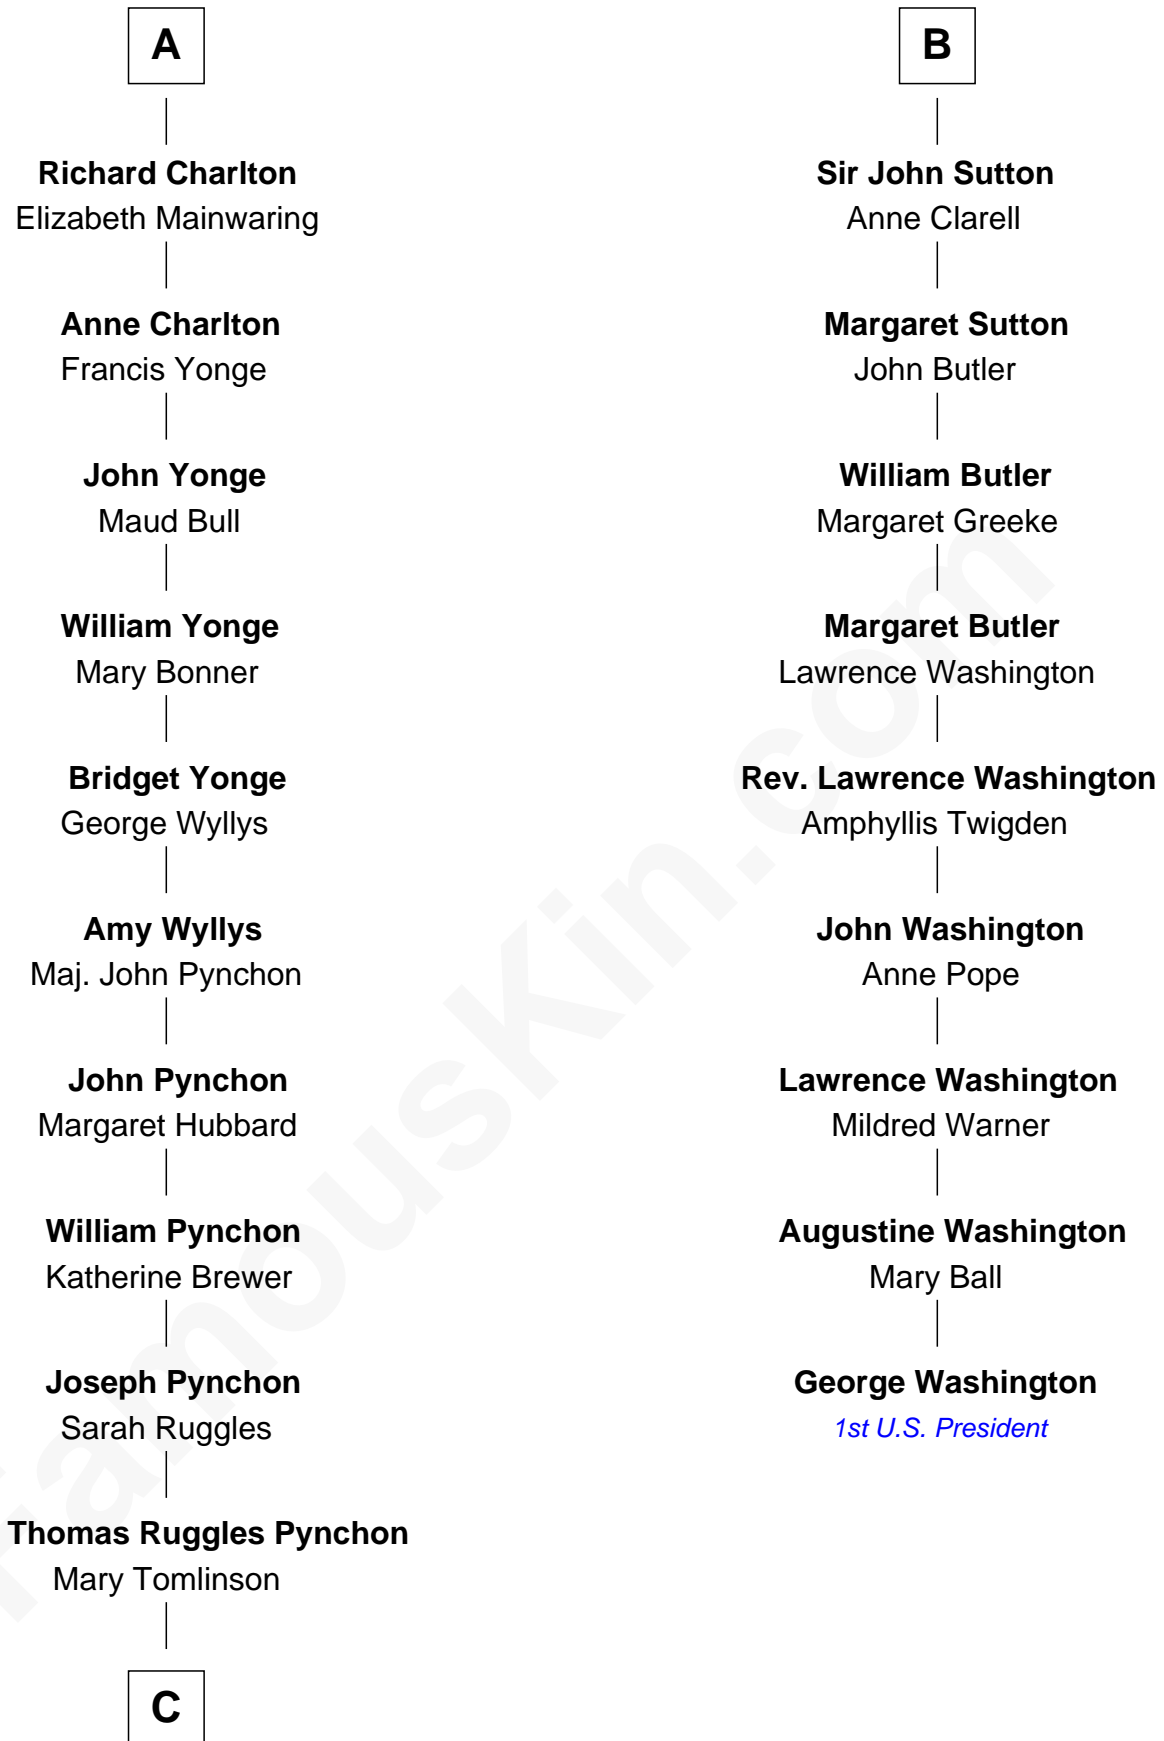 A
Richard Charlton
Elizabeth Mainwaring
Anne Charlton
Francis Yonge
John Yonge
Maud Bull
William Yonge
Mary Bonner
Bridget Yonge
George Wyllys
Amy Wyllys
Maj. John Pynchon
John Pynchon
Margaret Hubbard
William Pynchon
Katherine Brewer
Joseph Pynchon
Sarah Ruggles
Thomas Ruggles Pynchon
Mary Tomlinson
C
B
Sir John Sutton
Anne Clarell
Margaret Sutton
John Butler
William Butler
Margaret Greeke
Margaret Butler
Lawrence Washington
Rev. Lawrence Washington
Amphyllis Twigden
John Washington
Anne Pope
Lawrence Washington
Mildred Warner
Augustine Washington
Mary Ball
George Washington
1st U.S. President
FamousKin.com